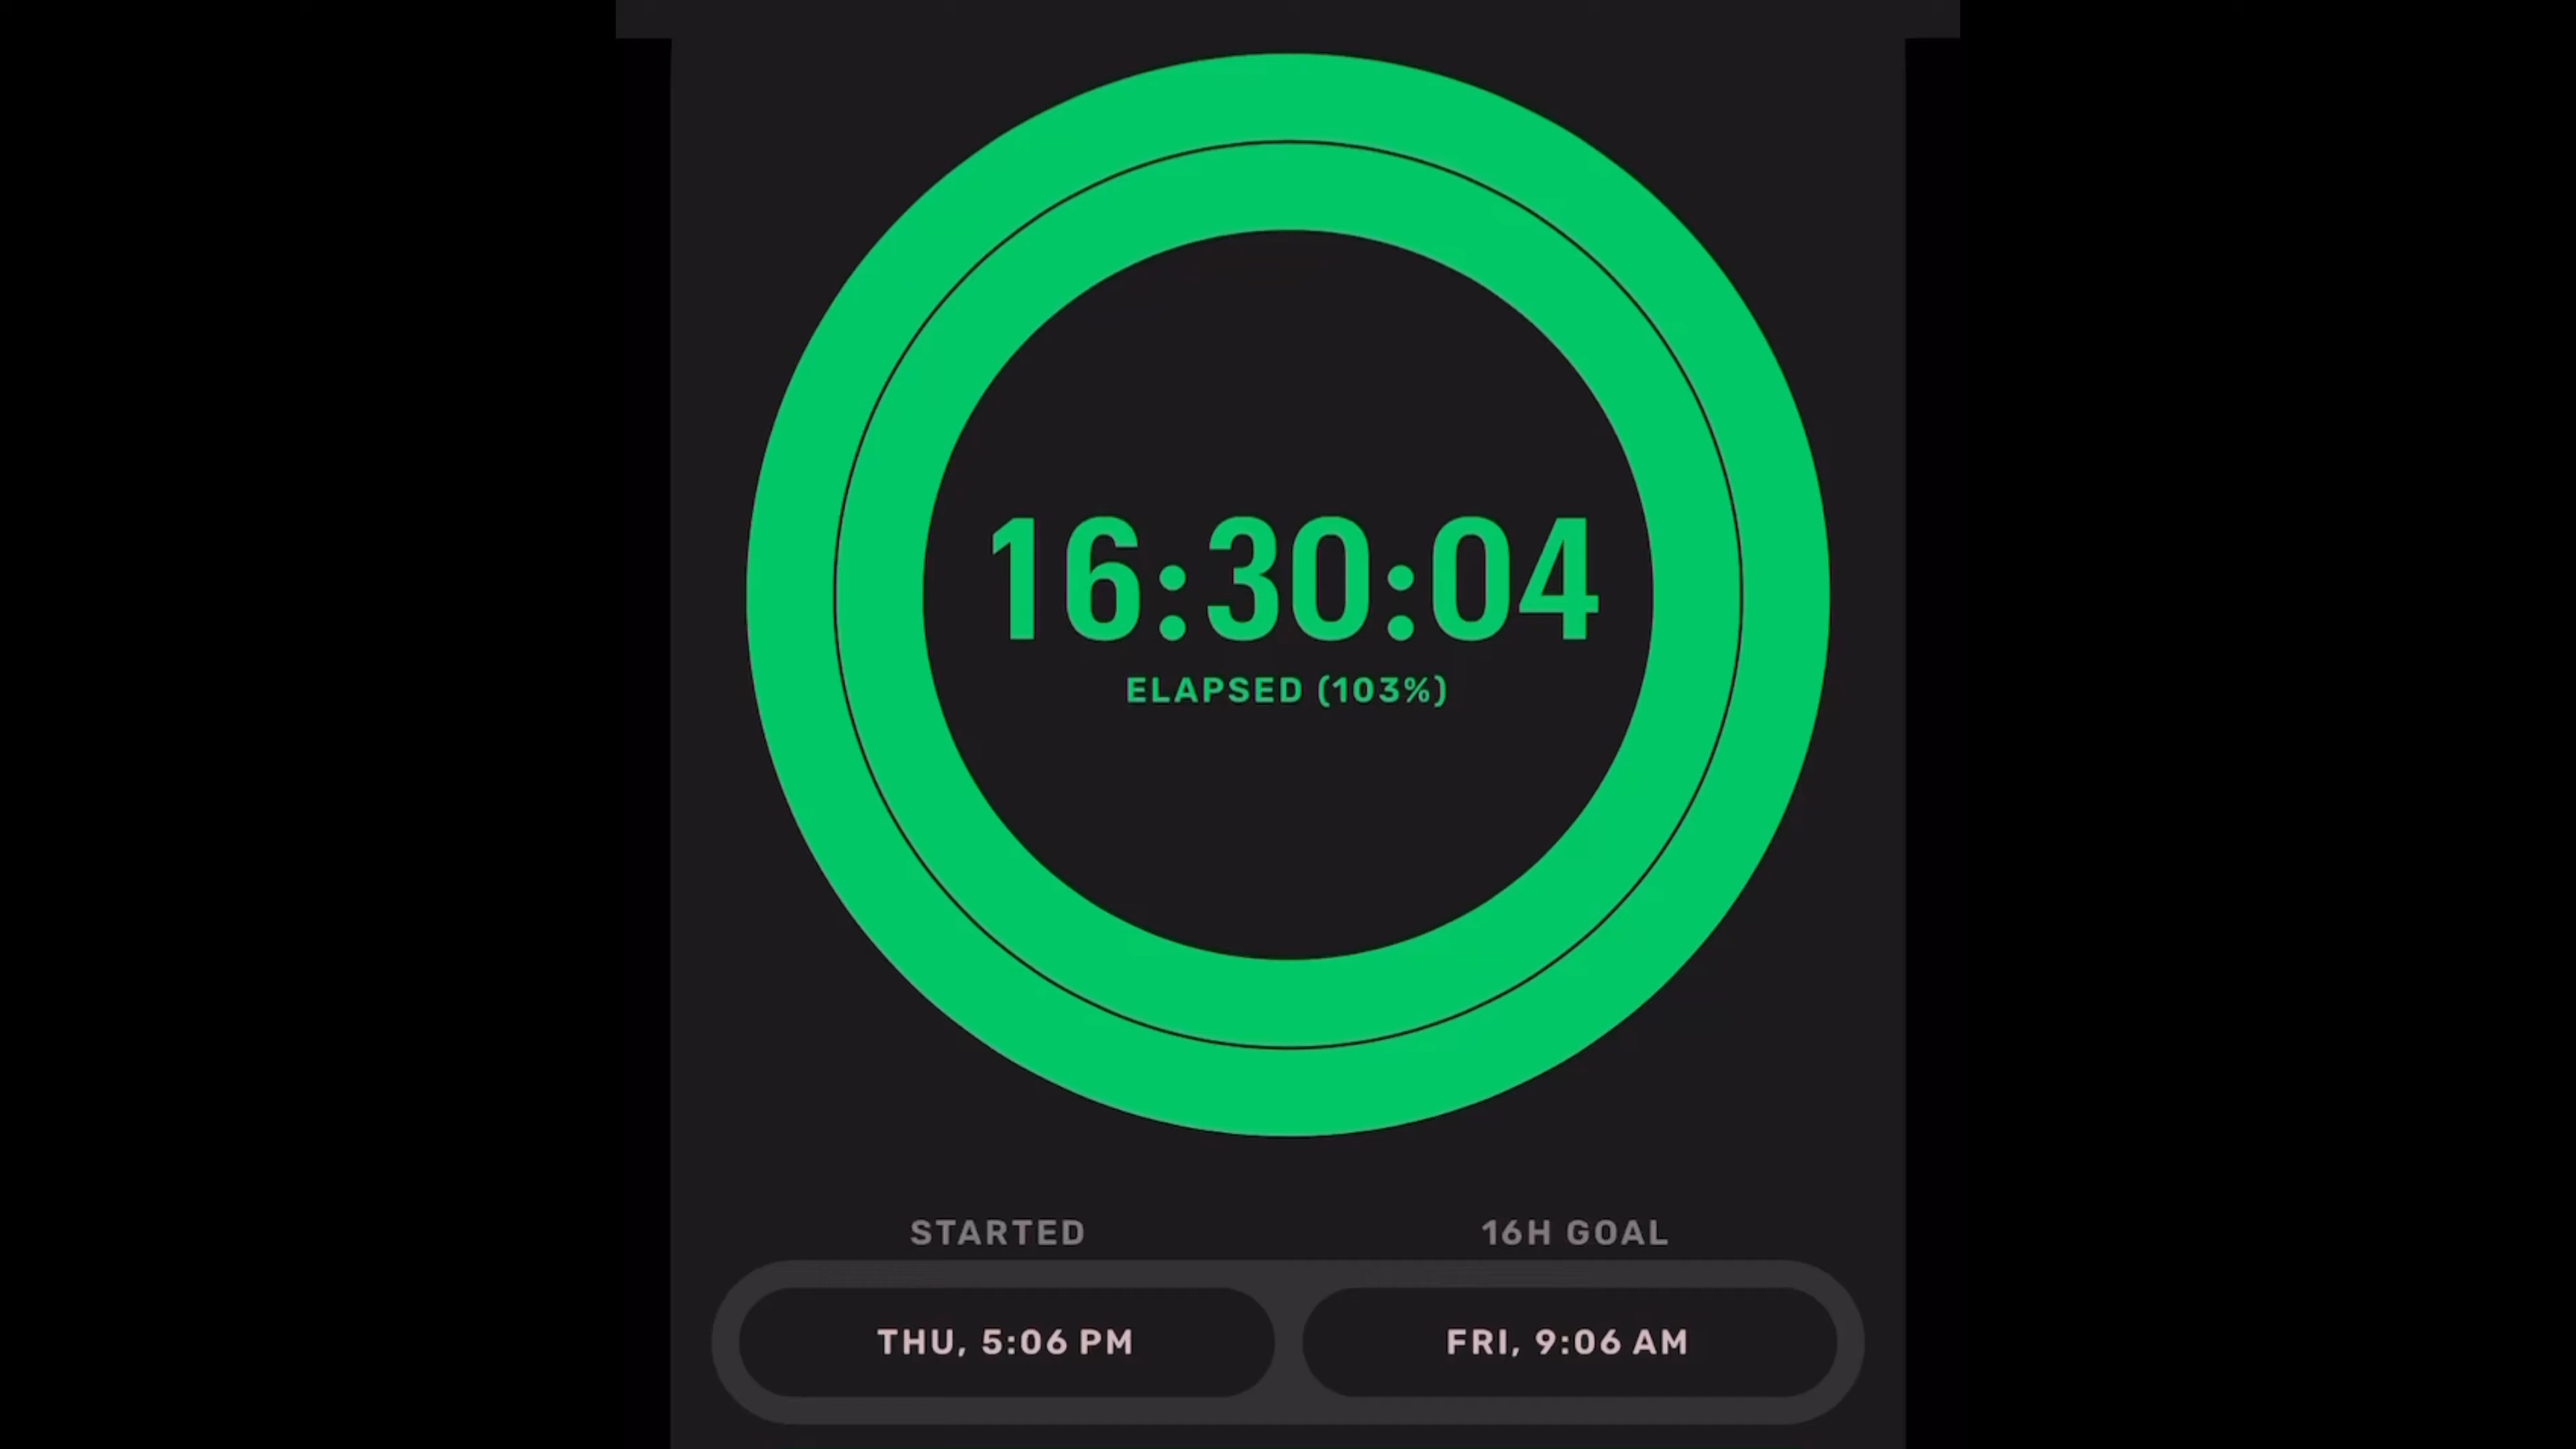 16:30:04
ELAPSED (103%)
STARTED
16H GOAL
THU, 5:06 PM
FRI, 9:06 AM